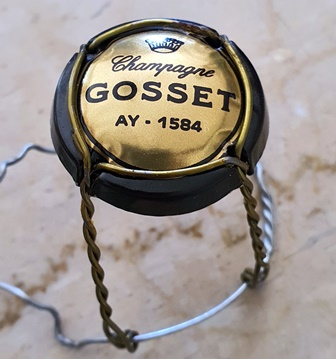 Champagne
GOSSET
AY - 1584